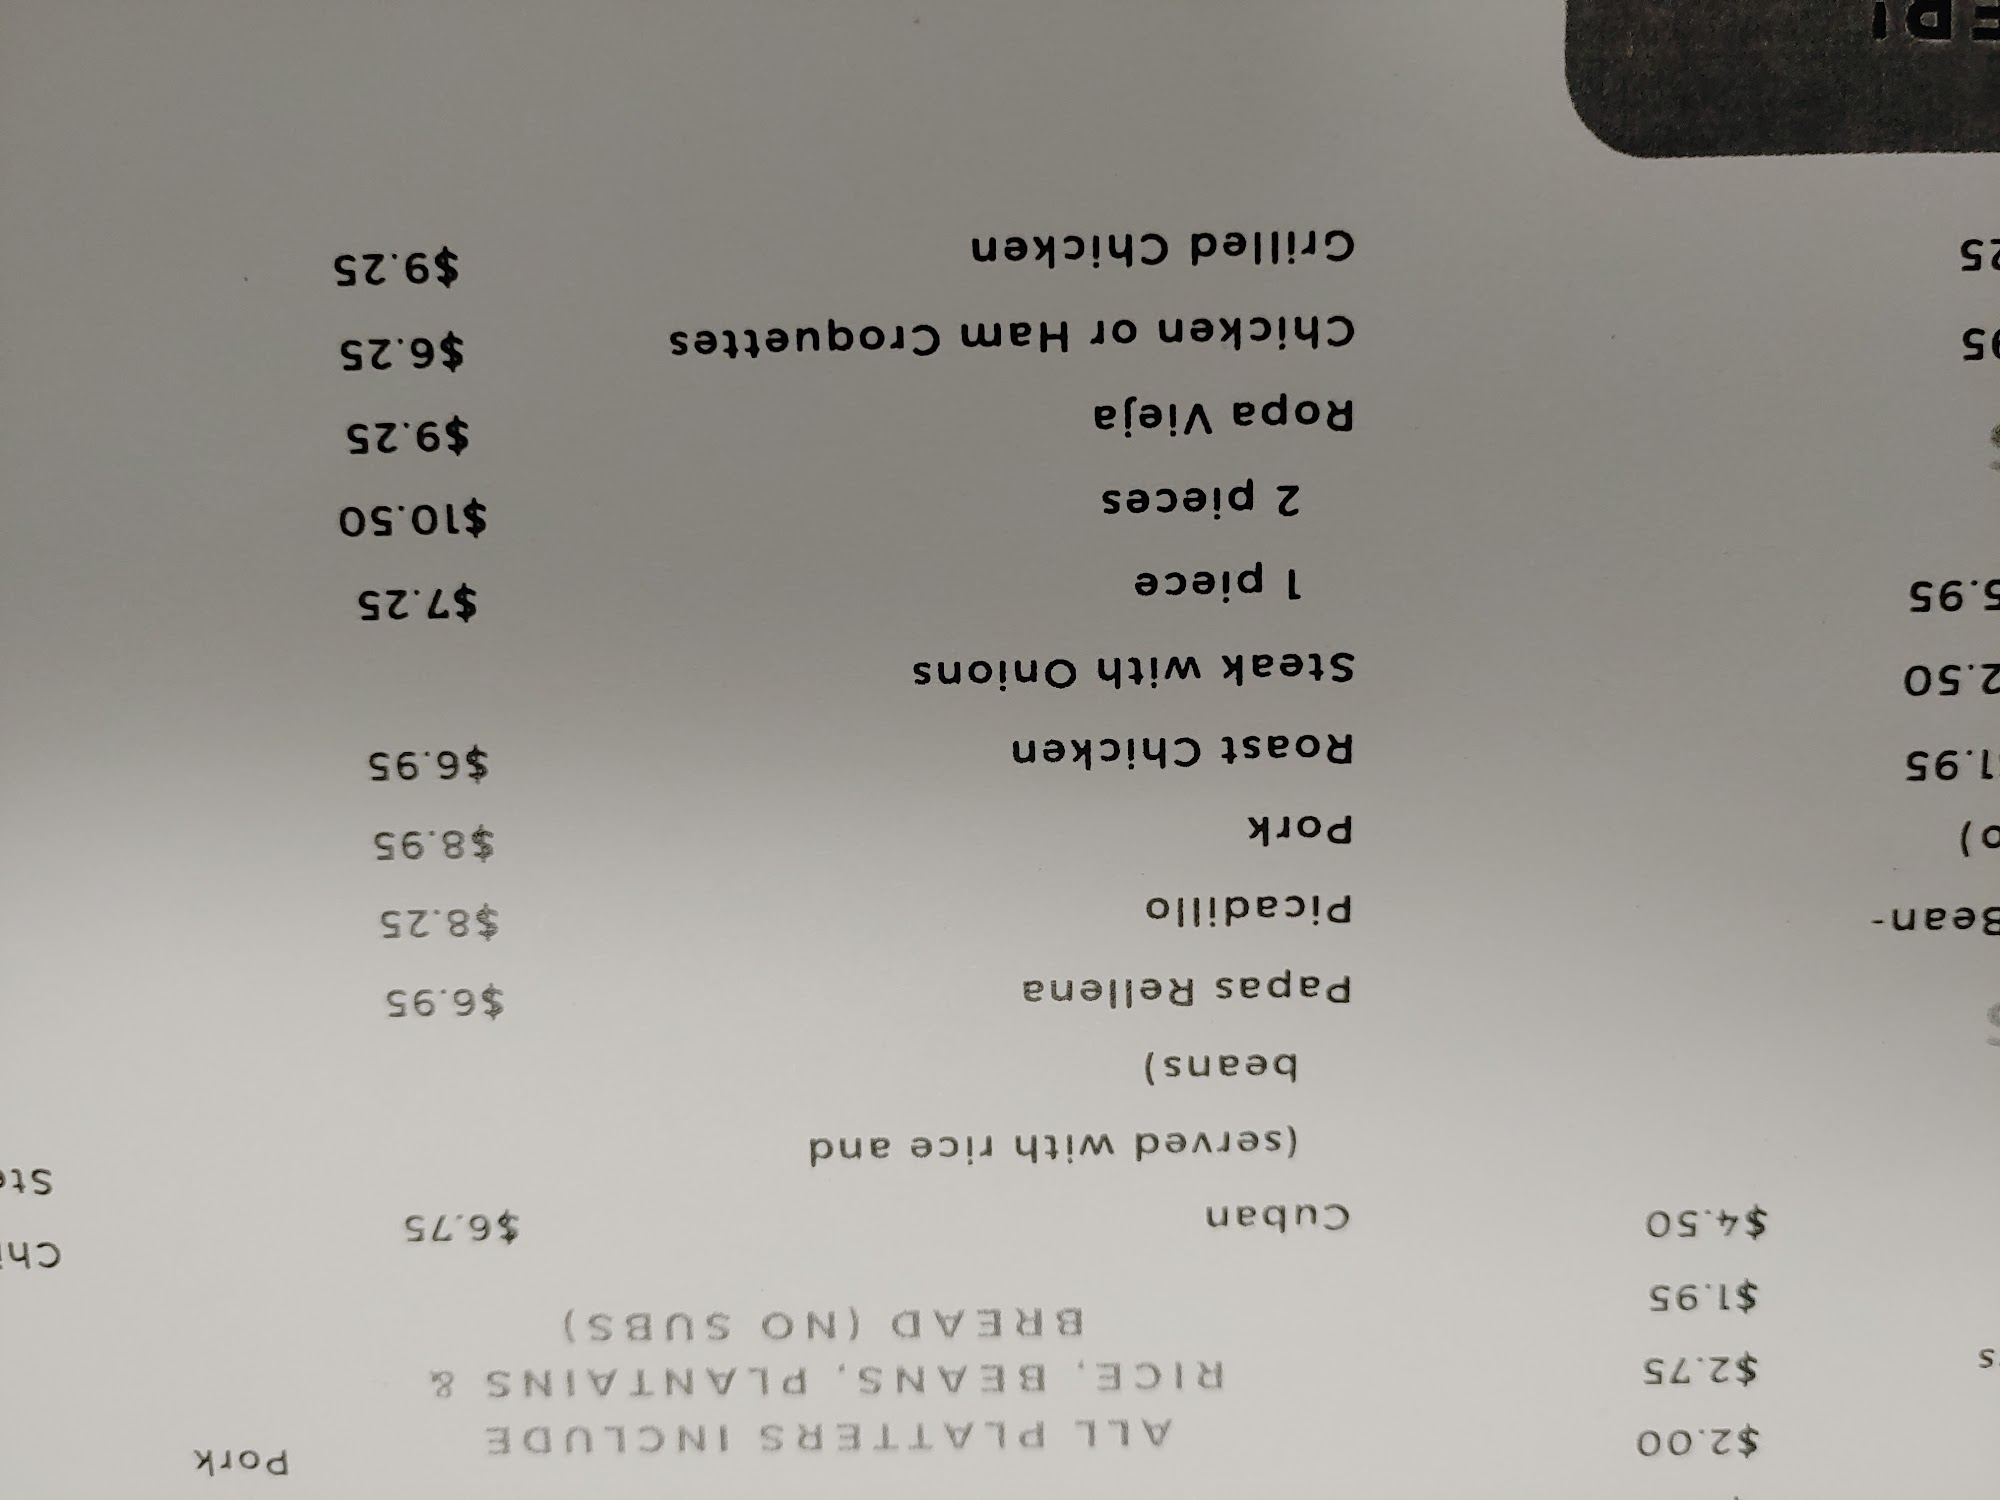 Pork
ALL PLATTERS INCLUDE
RICE, BEANS, PLANTAINS &
BREAD (NO SUBS)
Cuban $6.75
(served with rice and
beans)
Papas Rellena $6.95
Picadillo $8.25
Pork $8.95
Roast Chicken $6.95
Steak with Onions
1 piece $7.25
2 pieces $10.50
Ropa Vieja $9.25
Chicken or Ham Croquettes $6.25
Grilled Chicken $9.25
$2.00
$2.75
$1.95
$4.50
Bean-
o)
1.95
2.50
5.95
95
25